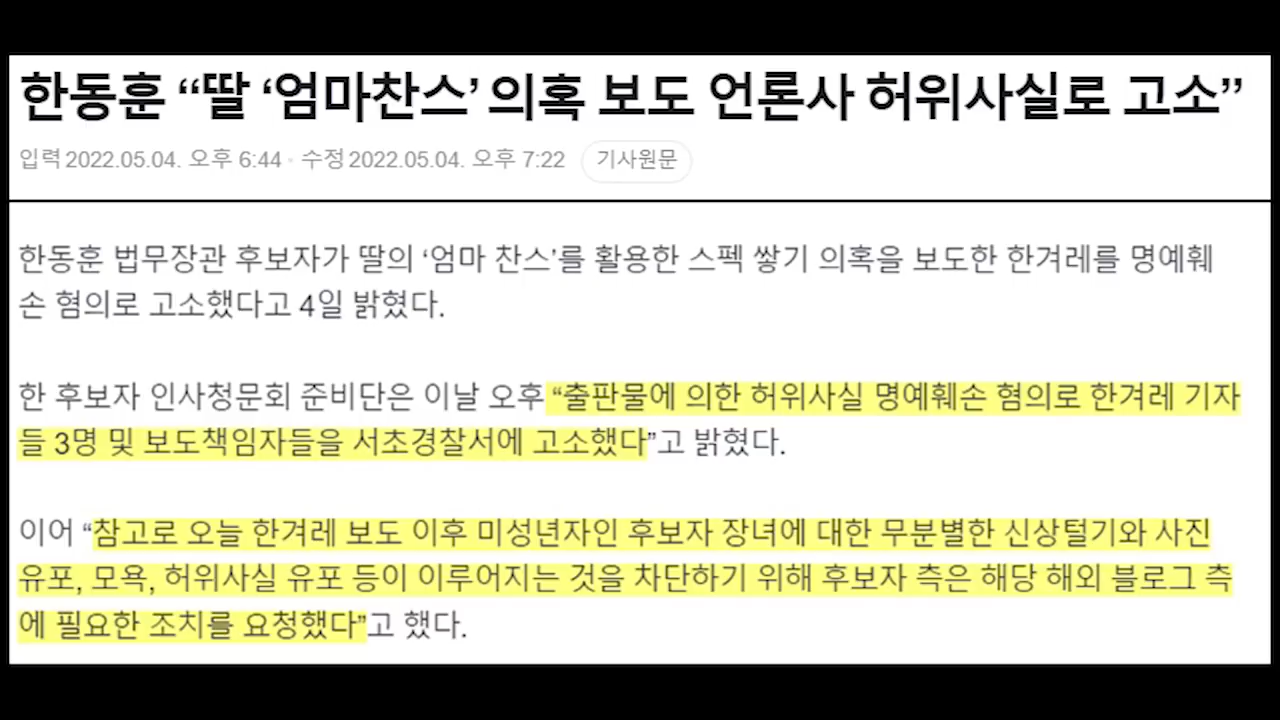 한동훈 “딸 ‘엄마찬스’ 의혹 보도 언론사 허위사실로 고소”
입력 2022.05.04. 오후 6:44 · 수정 2022.05.04. 오후 7:22 기사원문
한동훈 법무장관 후보자가 딸의 ‘엄마 찬스’를 활용한 스펙 쌓기 의혹을 보도한 한겨레를 명예훼
손 혐의로 고소했다고 4일 밝혔다.
한 후보자 인사청문회 준비단은 이날 오후 “출판물에 의한 허위사실 명예훼손 혐의로 한겨레 기자
들 3명 및 보도책임자들을 서초경찰서에 고소했다”고 밝혔다.
이어 “참고로 오늘 한겨레 보도 이후 미성년자인 후보자 장녀에 대한 무분별한 신상털기와 사진
유포, 모욕, 허위사실 유포 등이 이루어지는 것을 차단하기 위해 후보자 측은 해당 해외 블로그 측
에 필요한 조치를 요청했다”고 했다.